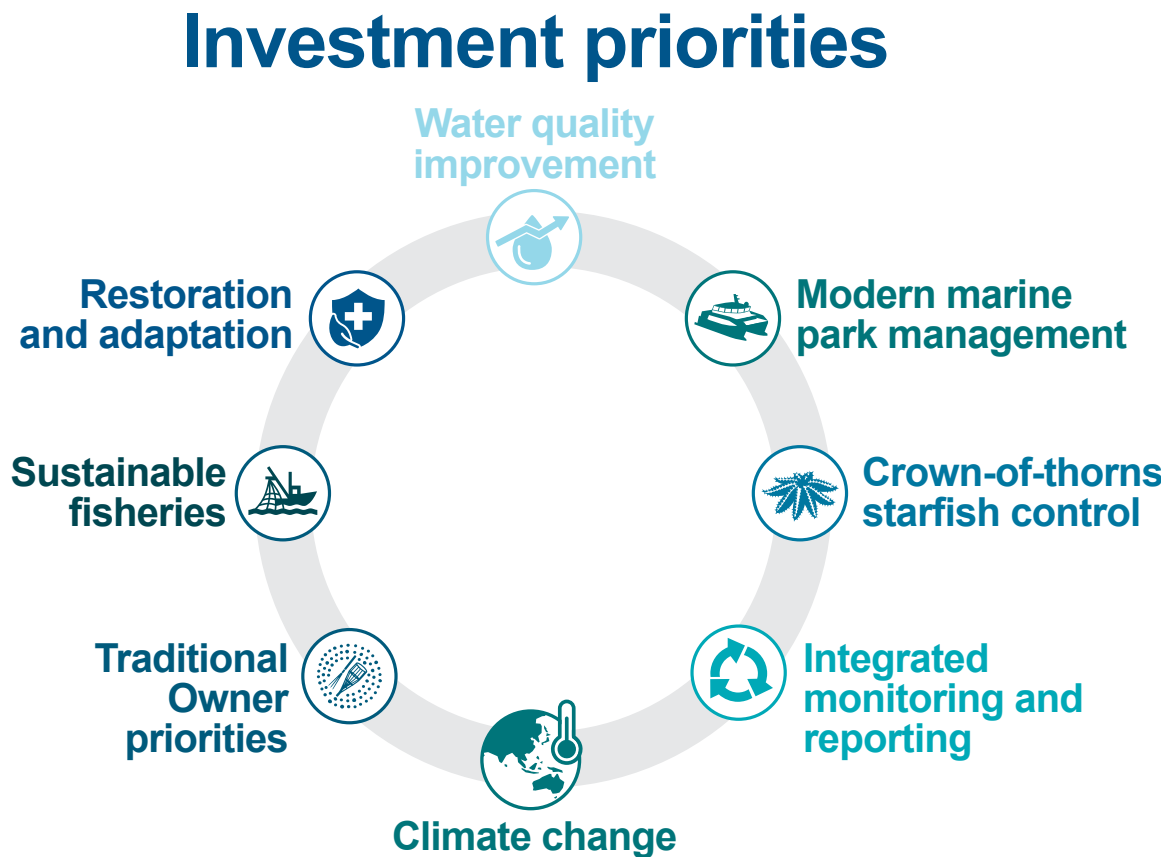 Investment priorities
Water quality
improvement
Modern marine
park management
Crown-of-thorns
starfish control
Integrated
monitoring and
reporting
Climate change
Traditional
Owner
priorities
Sustainable
fisheries
Restoration
and adaptation